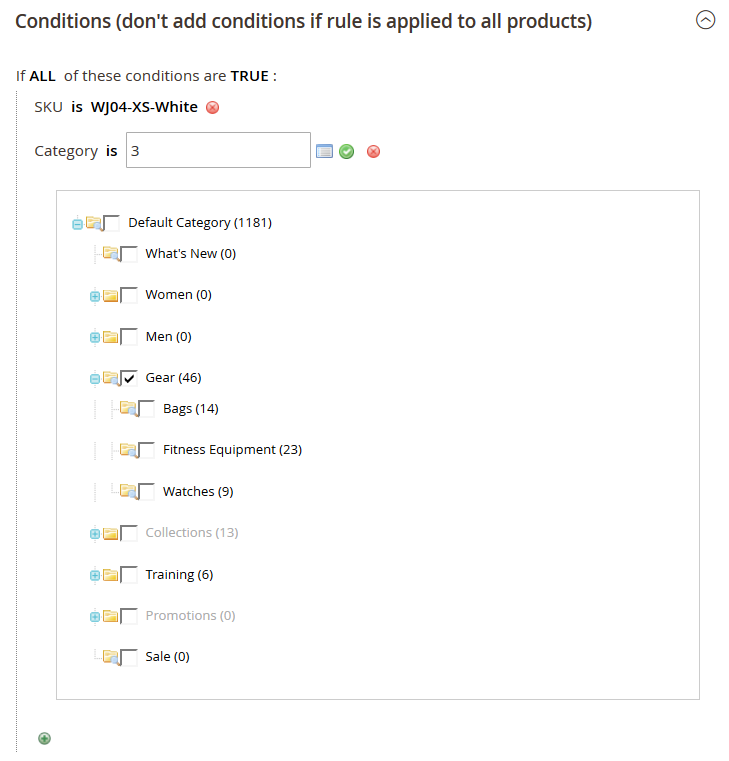 Conditions (don't add conditions if rule is applied to all products)
If ALL of these conditions are TRUE :
SKU is WJ04-XS-White
Category is 3
Default Category (1181)
What's New (0)
Women (0)
Men (0)
Gear (46)
Bags (14)
Fitness Equipment (23)
Watches (9)
Collections (13)
Training (6)
Promotions (0)
Sale (0)